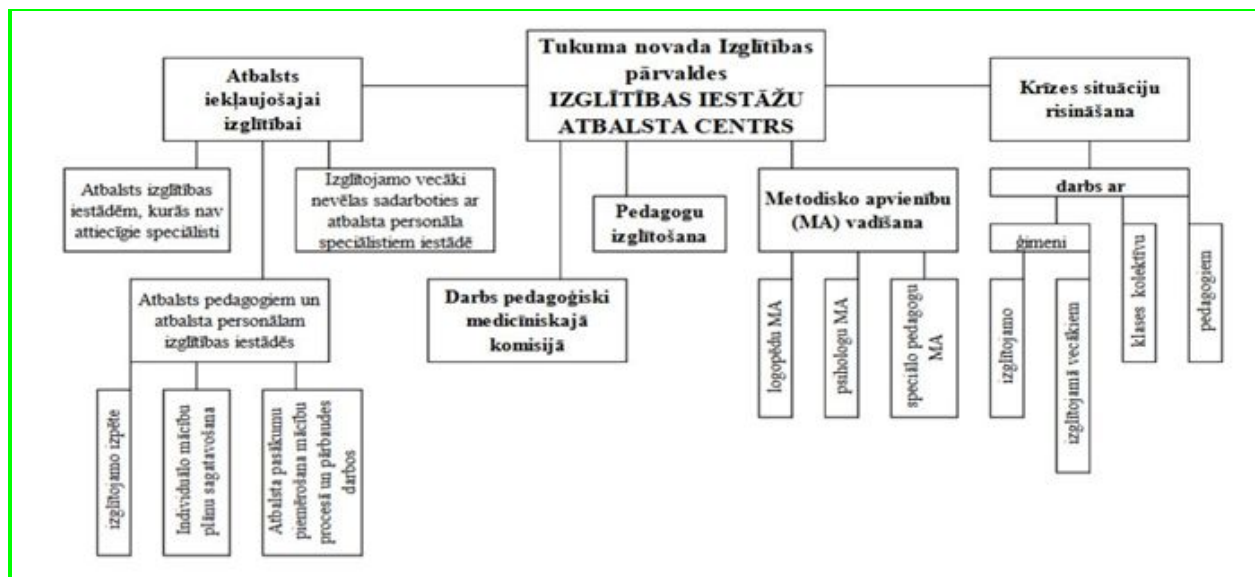 Tukuma novada Izglītības
pārvaldes
IZGLĪTĪBAS IESTĀŽU
ATBALSTA CENTRS
Atbalsts
iekļaujošajai
izglītībai
Krīzes situāciju
risināšana
Atbalsts izglītības
iestādēm, kurās nav
attiecīgie speciālisti
Izglītojamo vecāki
nevēlas sadarboties ar
atbalsta personāla
speciālistiem iestādē
Pedagogu
izglītošana
Metodisko apvienību
(MA) vadīšana
darbs ar
ģimeni
Atbalsts pedagogiem un
atbalsta personālam
izglītības iestādēs
Darbs pedagoģiski
medicīniskajā
komisijā
logopēdu MA
psihologu MA
speciālo pedagogu
MA
izglītojamo
izglītojamā vecākiem
klases kolektīvu
pedagogiem
izglītojamo izpēte
Individuālo mācību
plānu sagatavošana
Atbalsta pasākumu
piemērošana mācību
procesā un pārbaudes
darbos